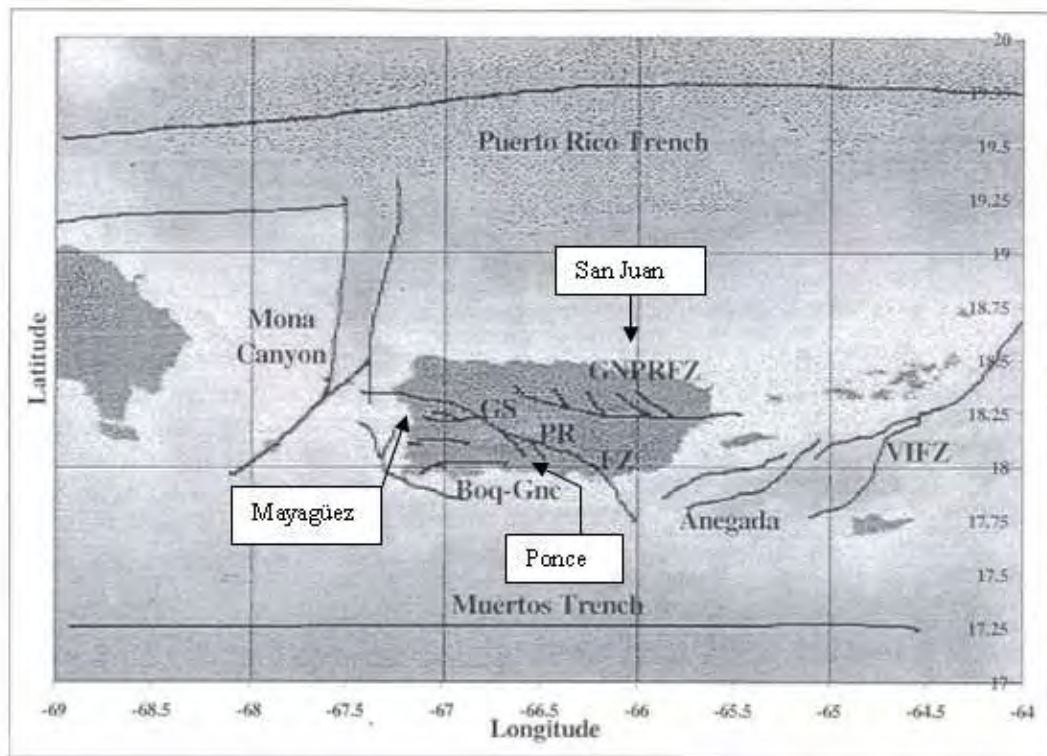 20
19.75
Puerto Rico Trench
19.5
19.25
San Juan
19
Mona
Canyon
18.75
GNPRFZ
18.5
Latitude
GS
18.25
PR
FZ
VIFZ
18
Boq-Gnc
Mayagüez
Anegada
17.75
Ponce
17.5
Muertos Trench
17.25
17
-69
-68.5
-68
-67.5
-67
-66.5
-66
-65.5
-65
-64.5
-64
Longitude